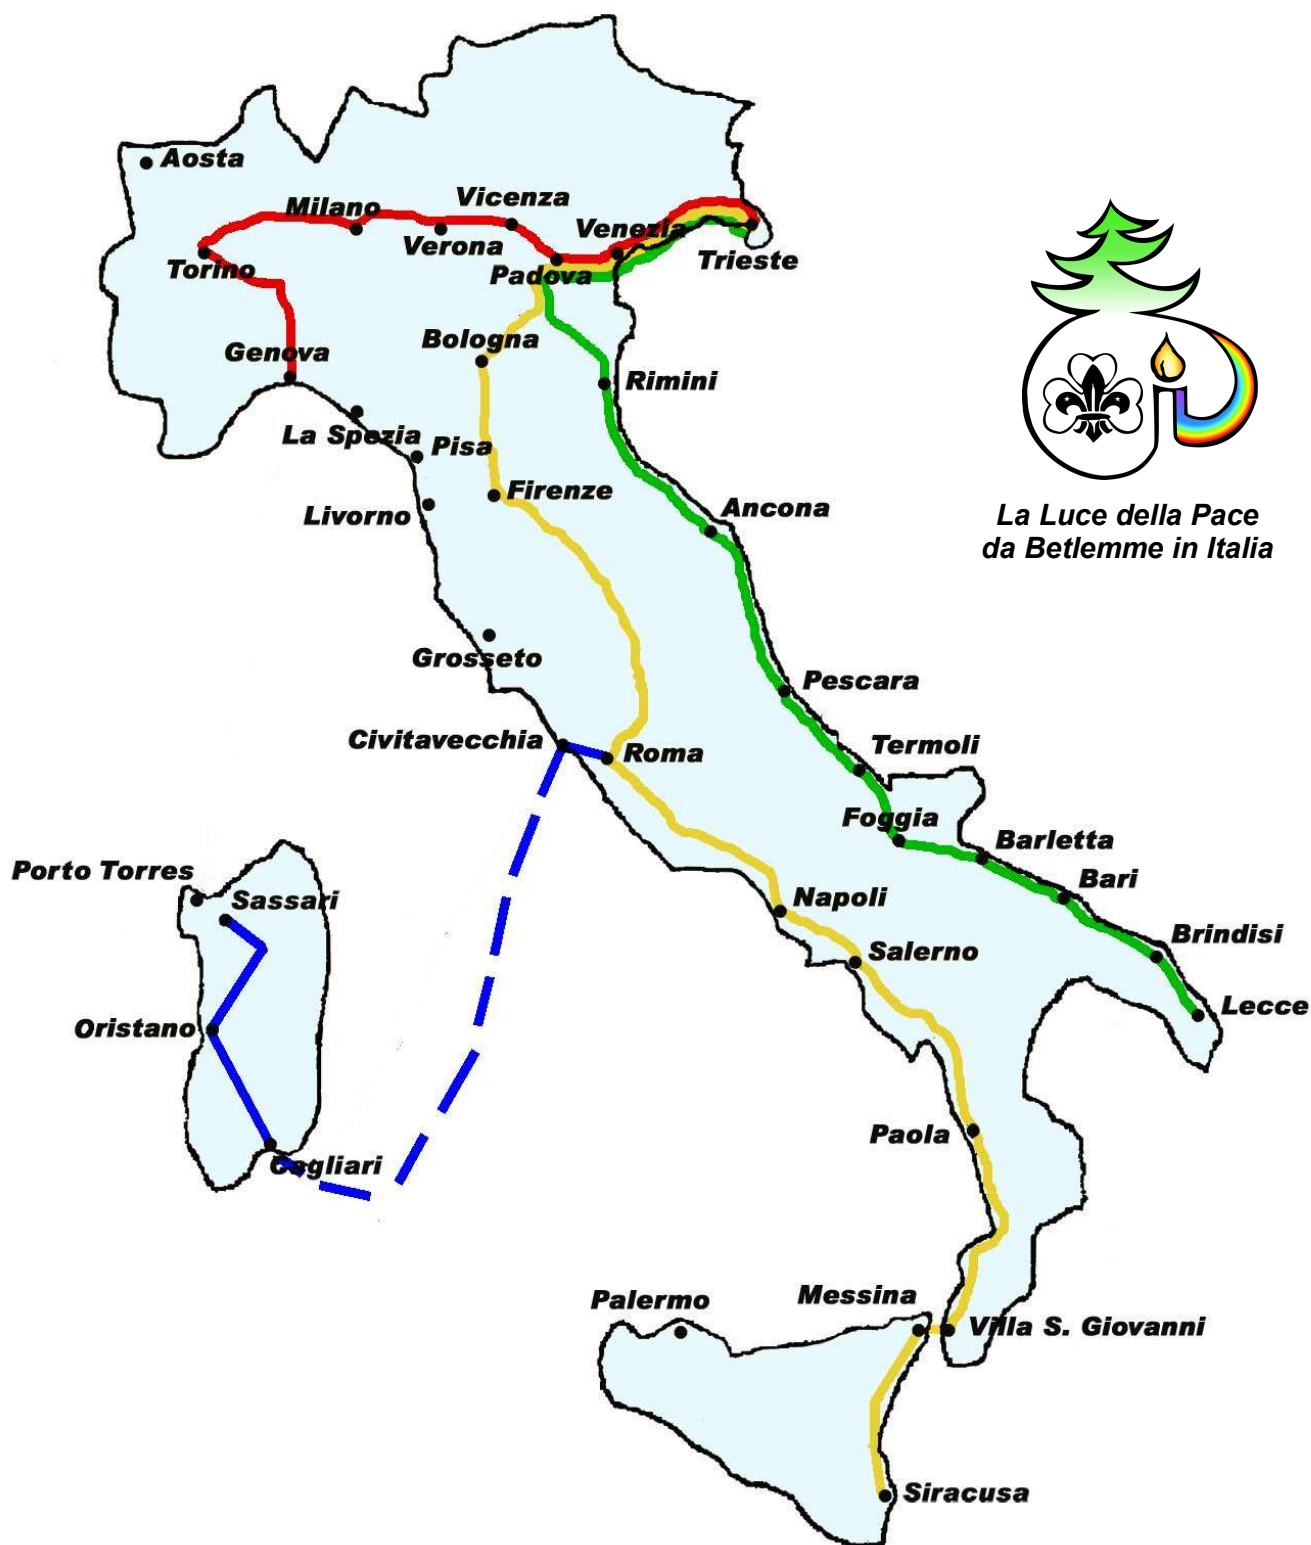 Aosta
Milano
Vicenza
Venezia
Verona
Trieste
Torino
Padova
Genova
Bologna
Rimini
La Spezia
Pisa
Firenze
Livorno
Ancona
La Luce della Pace
da Betlemme in Italia
Grosseto
Pescara
Civitavecchia
Roma
Termoli
Foggia
Barletta
Porto Torres
Sassari
Bari
Napoli
Brindisi
Salerno
Oristano
Lecce
Paola
Cagliari
Messina
Palermo
Villa S. Giovanni
Siracusa